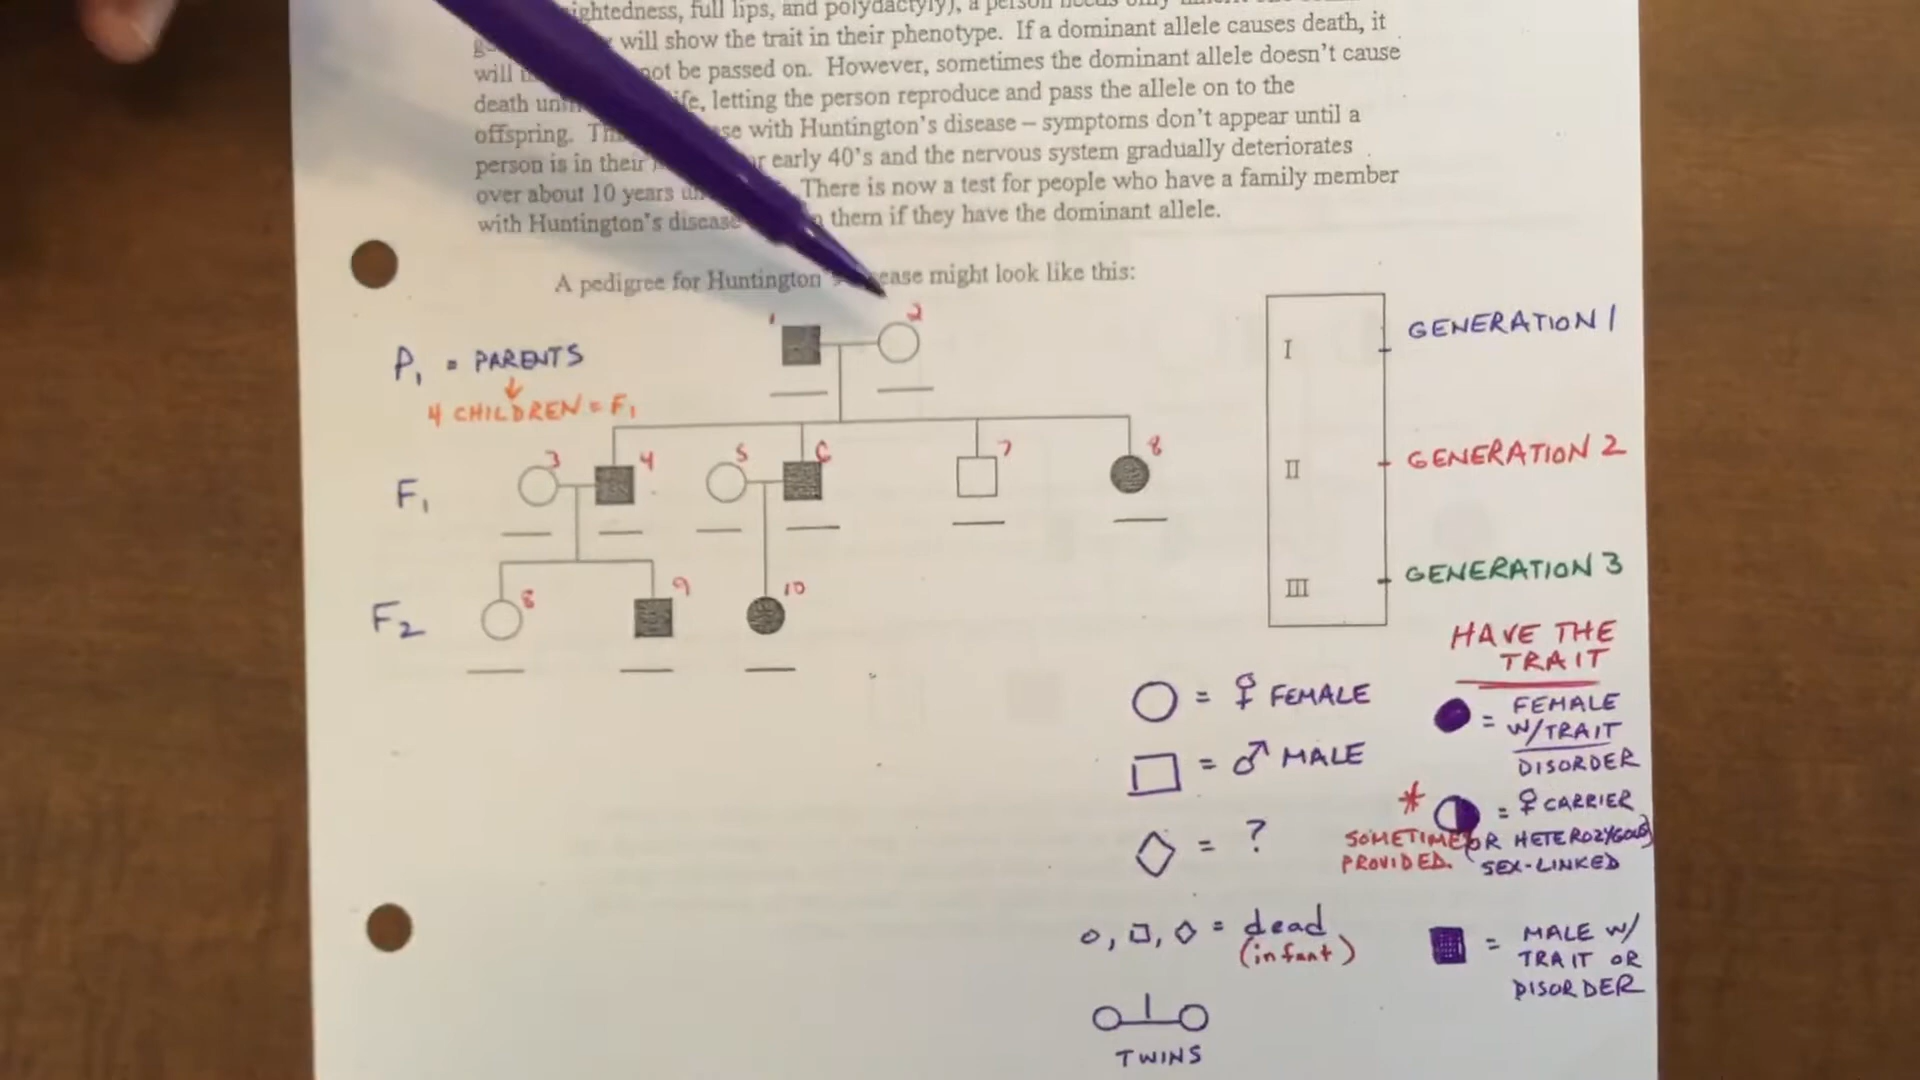 ightedness, full lips, and polydactyly), a person
will show the trait in their phenotype. If a dominant allele causes death, it
will not be passed on. However, sometimes the dominant allele doesn't cause
death life, letting the person reproduce and pass the allele on to the
offspring. with Huntington's disease – symptoms don't appear until a
person is in their early 40's and the nervous system gradually deteriorates
over about 10 years There is now a test for people who have a family member
with Huntington's disease them if they have the dominant allele.
A pedigree for Huntington ease might look like this:
1 2
P1 = PARENTS
4 CHILDREN = F1
I GENERATION 1
3 4 5 6 7 8
F1
II GENERATION 2
8 9 10
F2
III GENERATION 3
HAVE THE
TRAIT
○ = ♀ FEMALE
= FEMALE
W/TRAIT
DISORDER
□ = ♂ MALE
* = ♀ CARRIER
SOMETIMES (OR HETEROZYGOUS)
PROVIDED. SEX-LINKED
◇ = ?
○, □, ◇ = dead
(infant)
= MALE W/
TRAIT OR
DISORDER
TWINS